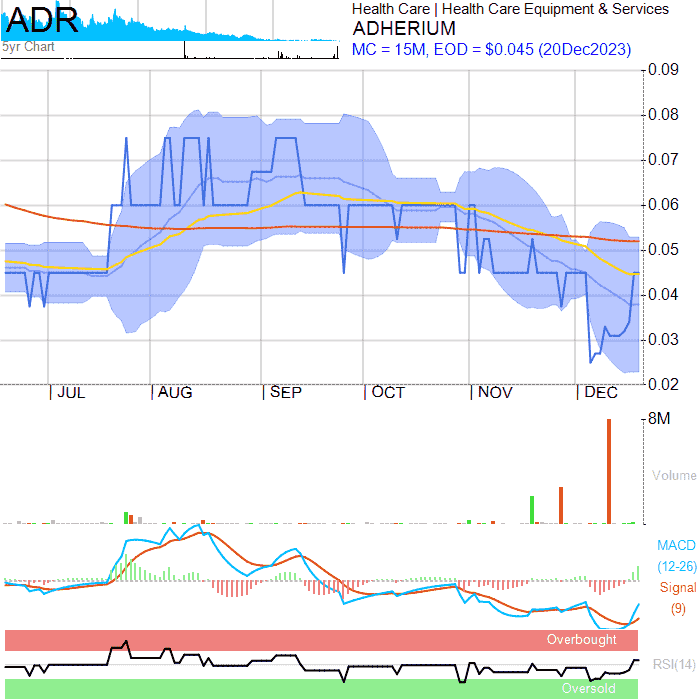 ADR
5yr Chart
Health Care | Health Care Equipment & Services
ADHERIUM
MC = 15M, EOD = $0.045 (20Dec2023)
0.09
0.08
0.07
0.06
0.05
0.04
0.03
0.02
JUL AUG SEP OCT NOV DEC
8M
Volume
MACD
(12-26)
Signal
(9)
Overbought
RSI(14)
Oversold